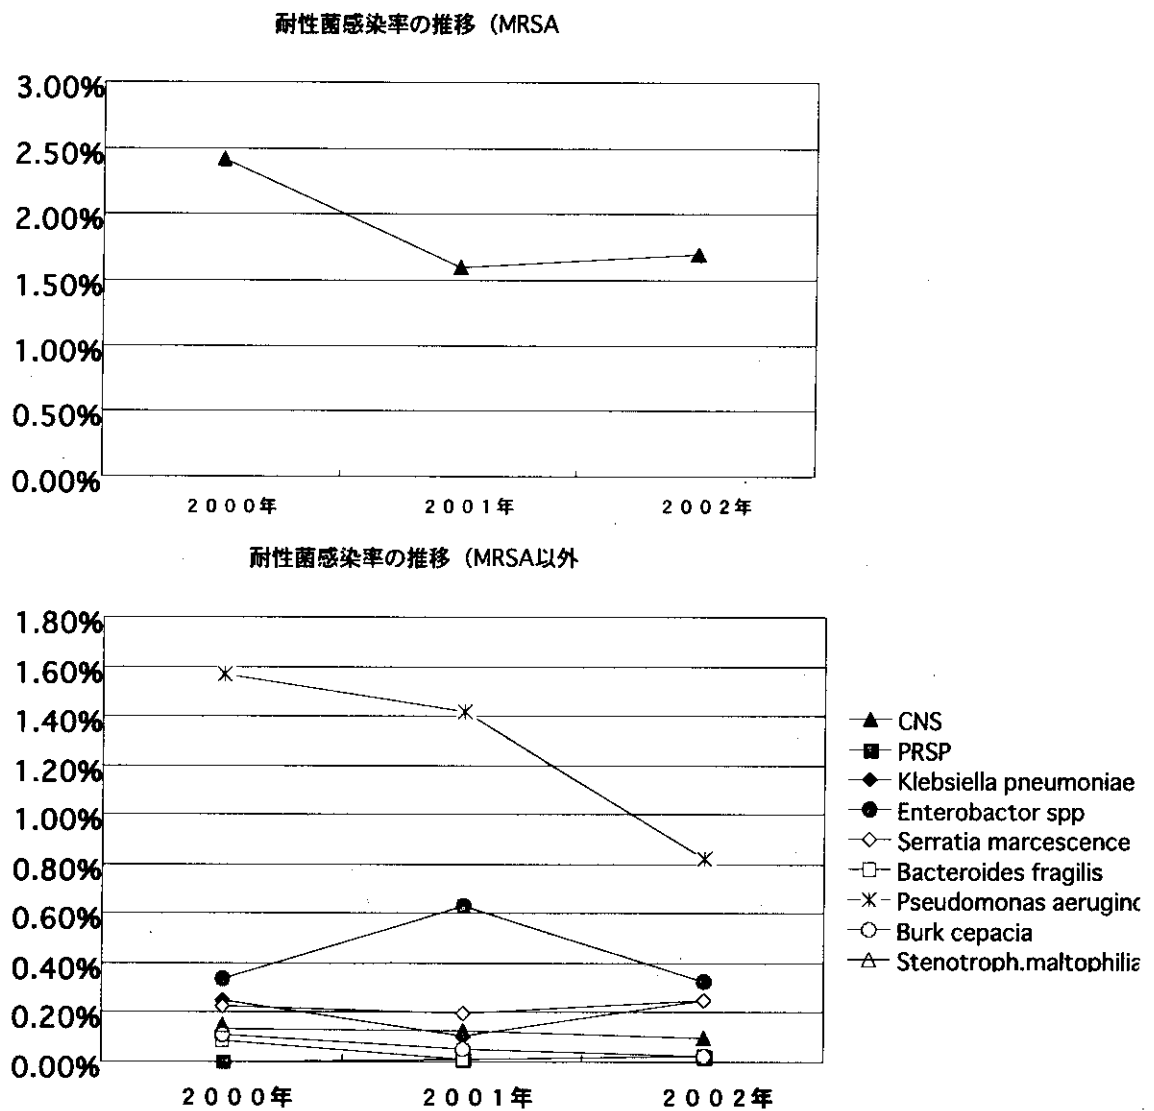 耐性菌感染率の推移（MRSA
3.00%
2.50%
2.00%
1.50%
1.00%
0.50%
0.00%
２０００年 ２００１年 ２００２年
耐性菌感染率の推移（MRSA以外
1.80%
1.60%
1.40%
1.20%
1.00%
0.80%
0.60%
0.40%
0.20%
0.00%
２０００年 ２００１年 ２００２年
CNS
PRSP
Klebsiella pneumoniae
Enterobactor spp
Serratia marcescence
Bacteroides fragilis
Pseudomonas aerugino
Burk cepacia
Stenotroph.maltophilia